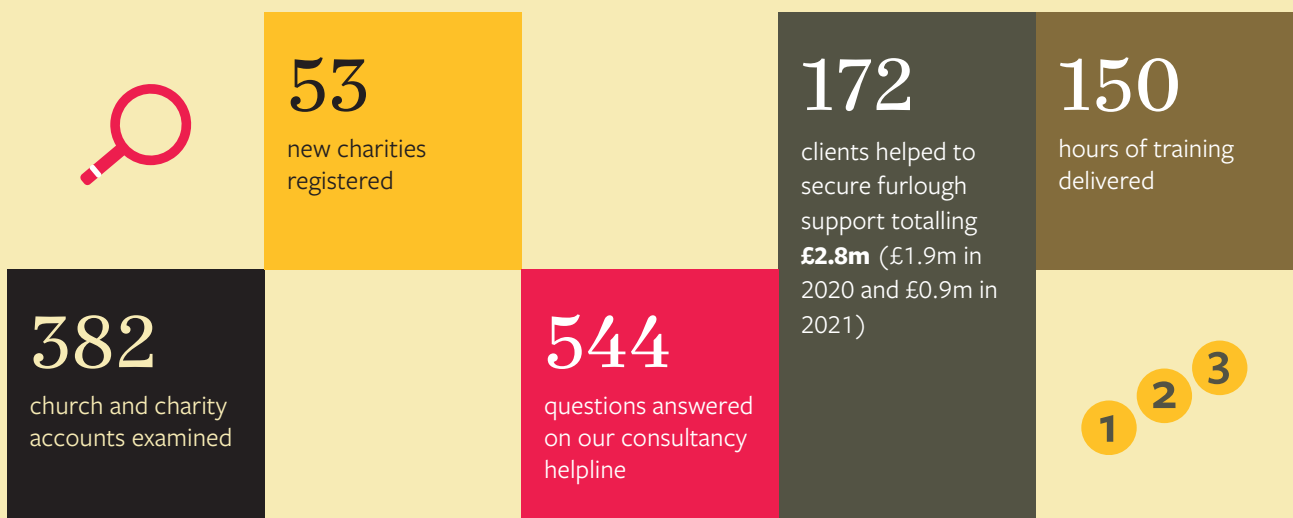 53
new charities
registered
172
clients helped to
secure furlough
support totalling
£2.8m (£1.9m in
2020 and £0.9m in
2021)
150
hours of training
delivered
382
church and charity
accounts examined
544
questions answered
on our consultancy
helpline
1
2
3